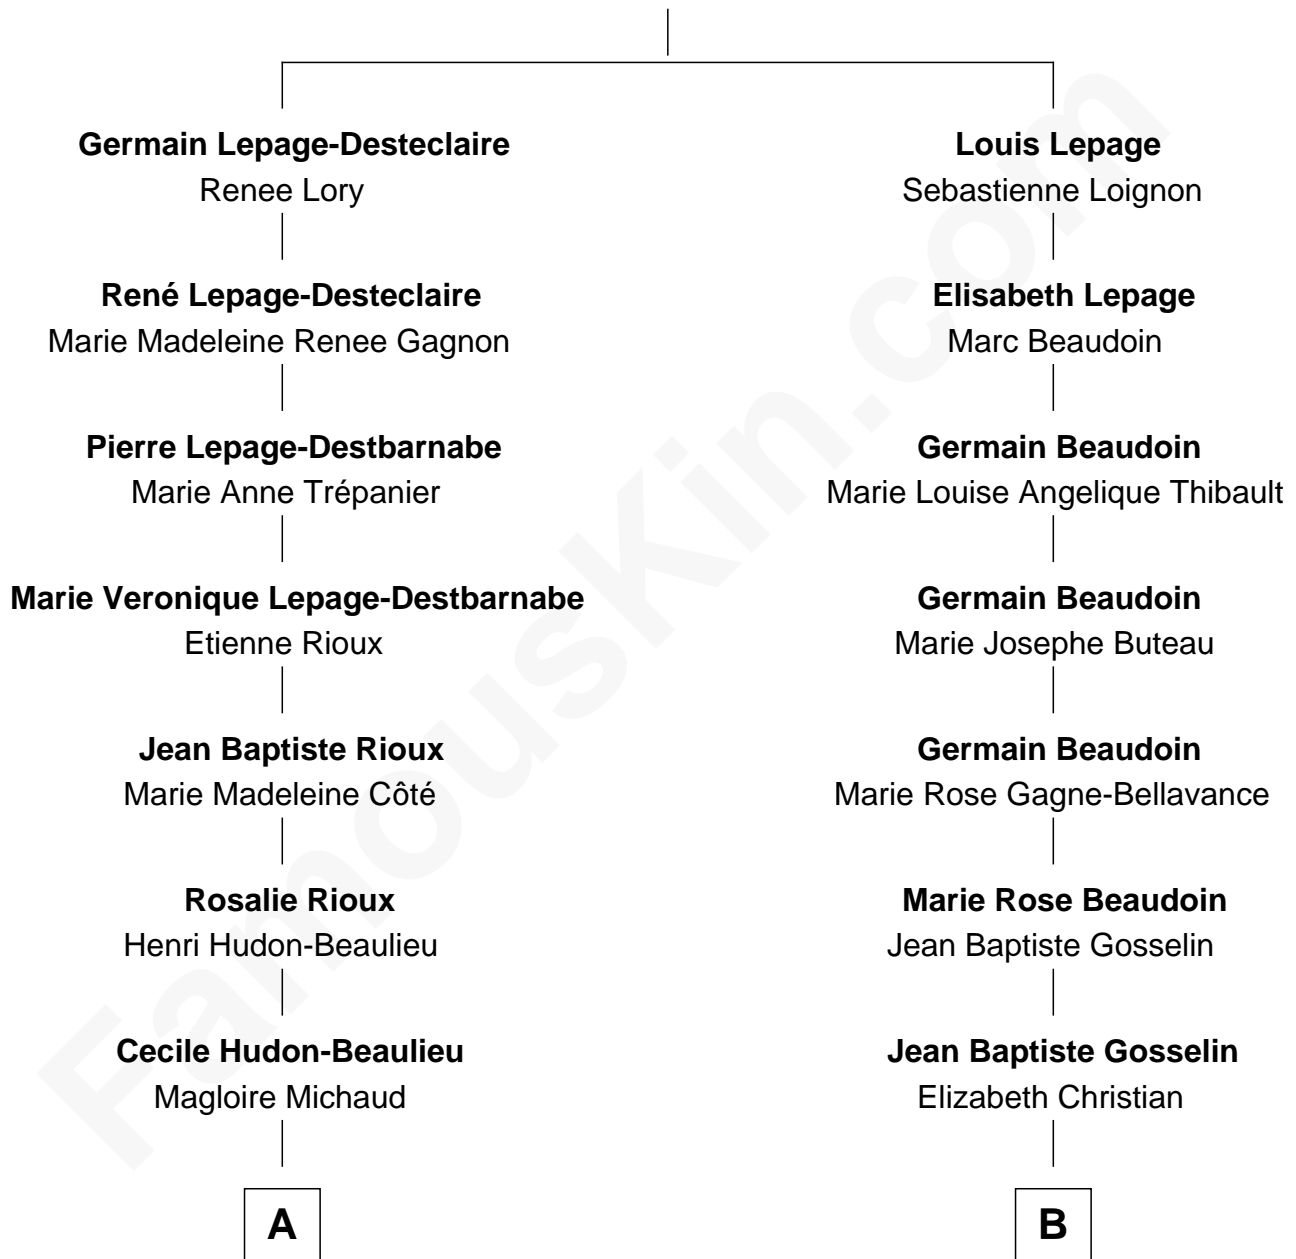 Germain Lepage-Desteclaire
Renee Lory
René Lepage-Desteclaire
Marie Madeleine Renee Gagnon
Pierre Lepage-Destbarnabe
Marie Anne Trépanier
Marie Veronique Lepage-Destbarnabe
Etienne Rioux
Jean Baptiste Rioux
Marie Madeleine Côté
Rosalie Rioux
Henri Hudon-Beaulieu
Cecile Hudon-Beaulieu
Magloire Michaud
A
Louis Lepage
Sebastienne Loignon
Elisabeth Lepage
Marc Beaudoin
Germain Beaudoin
Marie Louise Angelique Thibault
Germain Beaudoin
Marie Josephe Buteau
Germain Beaudoin
Marie Rose Gagne-Bellavance
Marie Rose Beaudoin
Jean Baptiste Gosselin
Jean Baptiste Gosselin
Elizabeth Christian
B
FamousKin.com